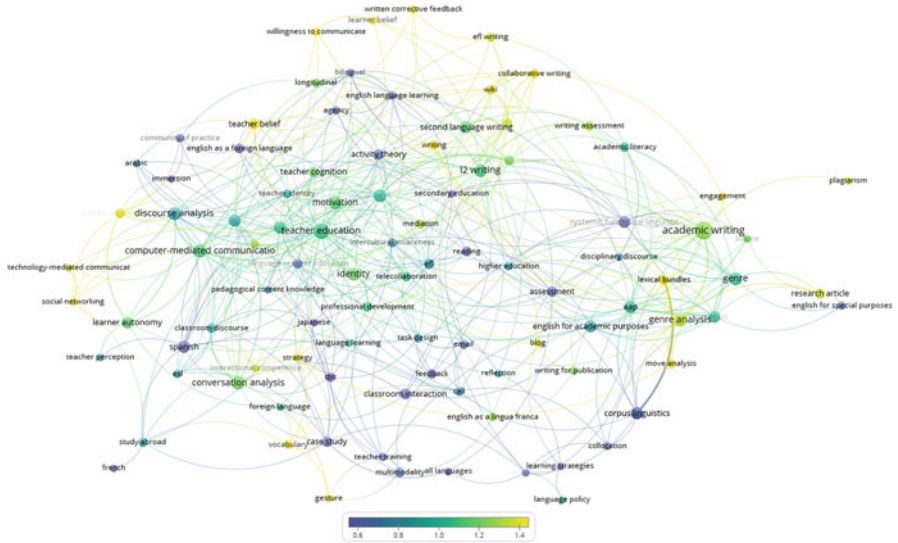 written corrective feedback
learner belief
willingness to communicate
efl writing
bilingual
collaborative writing
longitudinal
wiki
english language learning
agency
teacher belief
second language writing
writing assessment
community of practice
english as a foreign language
writing
academic literacy
activity theory
arabic
immersion
teacher cognition
l2 writing
plagiarism
teacher identity
secondary education
engagement
motivation
discourse analysis
mediation
systemic functional linguistic
teacher education
academic writing
intercultural awareness
computer-mediated communicatio
reading
disciplinary discourse
technology-mediated communicat
efl
higher education
identity
telecollaboration
lexical bundles
genre
pedagogical content knowledge
assessment
research article
social networking
professional development
eap
english for special purposes
learner autonomy
japanese
genre analysis
classroom discourse
english for academic purposes
task design
spanish
language learning
email
blog
teacher perception
strategy
move analysis
interactional competence
writing for publication
esl
feedback
reflection
conversation analysis
classroom interaction
call
foreign language
corpus linguistics
english as a lingua franca
study abroad
vocabulary
case study
collocation
teacher training
french
multimodality
all languages
learning strategies
gesture
language policy
0.6 0.8 1.0 1.2 1.4